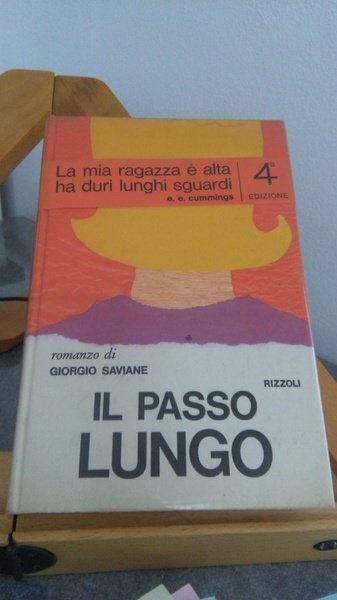 La mia ragazza è alta
ha duri lunghi sguardi
e. e. cummings
4ª
EDIZIONE
romanzo di
GIORGIO SAVIANE
RIZZOLI
IL PASSO
LUNGO